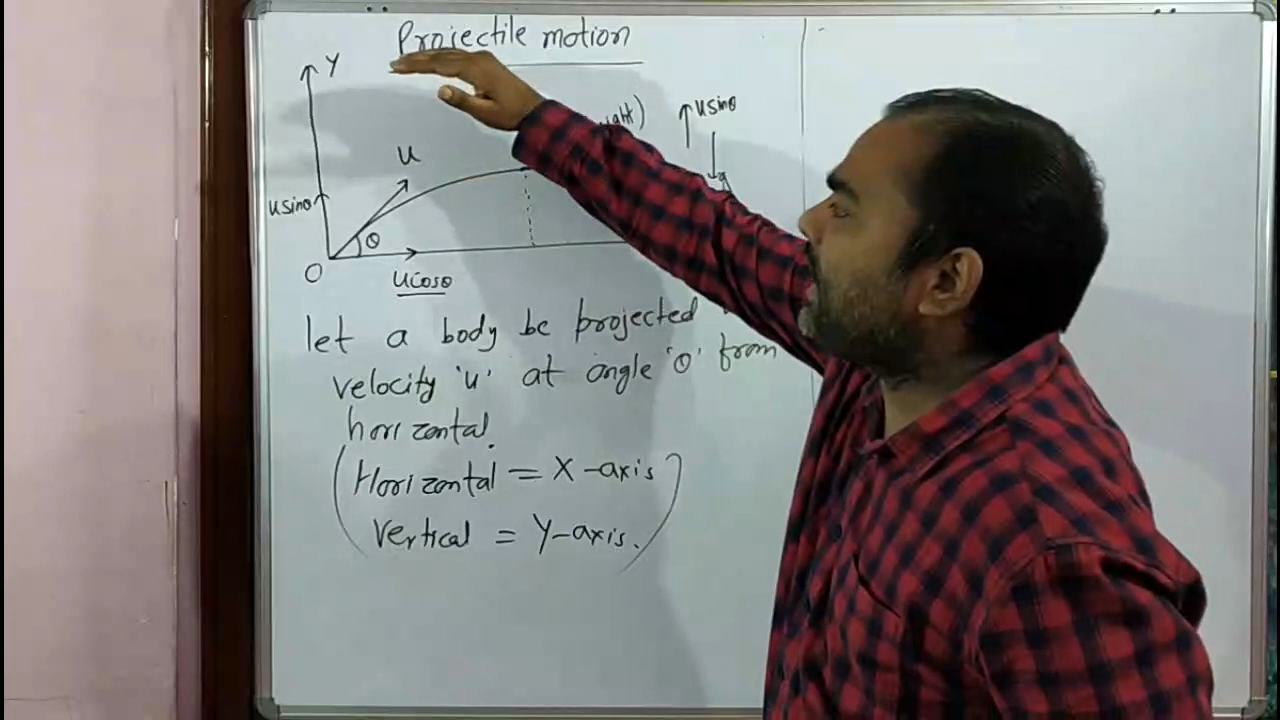 Projectile motion
Y
u
usinθ
usinθ
g
θ
O
ucosθ
let a body be projected
velocity 'u' at angle 'θ' from
horizontal.
(Horizontal = X-axis
Vertical = Y-axis.)